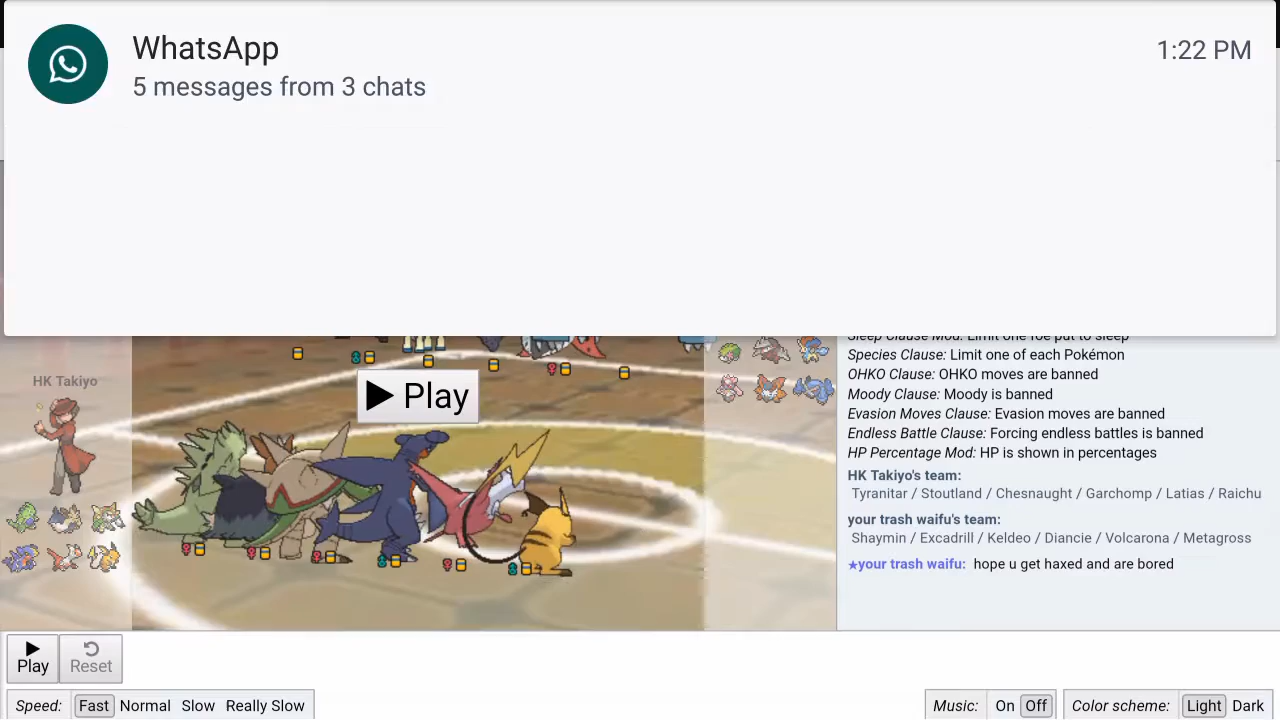 WhatsApp
1:22 PM
5 messages from 3 chats
Sleep Clause Mod: Limit one foe put to sleep
Species Clause: Limit one of each Pokémon
OHKO Clause: OHKO moves are banned
Moody Clause: Moody is banned
Evasion Moves Clause: Evasion moves are banned
Endless Battle Clause: Forcing endless battles is banned
HP Percentage Mod: HP is shown in percentages
HK Takiyo's team:
Tyranitar / Stoutland / Chesnaught / Garchomp / Latias / Raichu
your trash waifu's team:
Shaymin / Excadrill / Keldeo / Diancie / Volcarona / Metagross
★your trash waifu: hope u get haxed and are bored
HK Takiyo
Play
Play
Reset
Speed: Fast Normal Slow Really Slow
Music: On Off
Color scheme: Light Dark